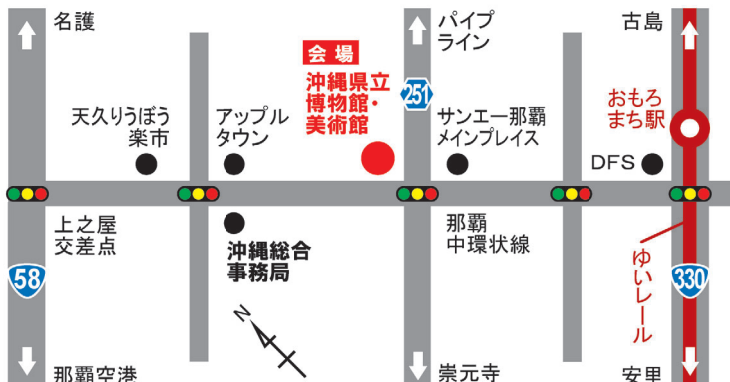 名護
パイプ
ライン
古島
会場
沖縄県立
博物館・
美術館
251
おもろ
まち駅
天久りうぼう
楽市
アップル
タウン
サンエー那覇
メインプレイス
DFS
上之屋
交差点
沖縄総合
事務局
那覇
中環状線
58
330
ゆいレール
N
那覇空港
崇元寺
安里